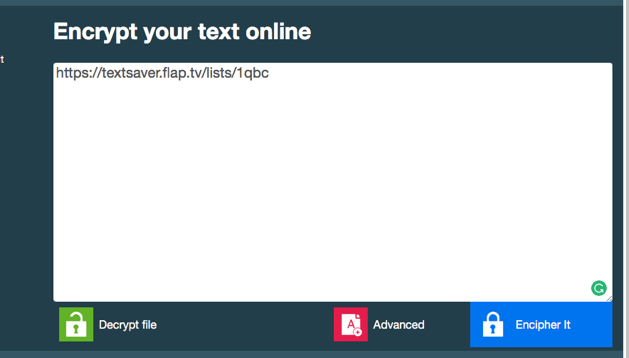 Encrypt your text online
t
https://textsaver.flap.tv/lists/1qbc
Decrypt file
Advanced
Encipher It